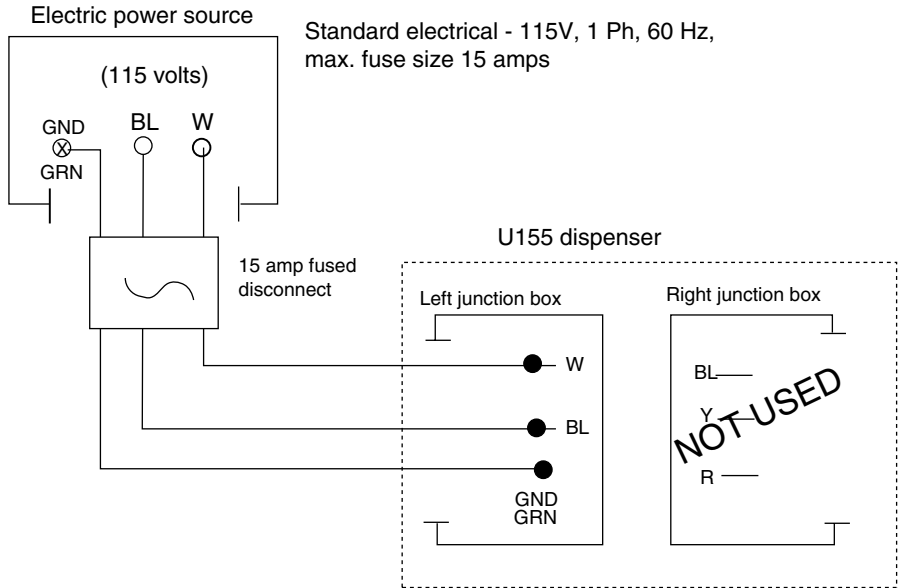 Electric power source
Standard electrical - 115V, 1 Ph, 60 Hz,
max. fuse size 15 amps
(115 volts)
GND
BL
W
X
GRN
15 amp fused
disconnect
U155 dispenser
Left junction box
Right junction box
W
BL
GND
GRN
BL
Y
R
NOT USED